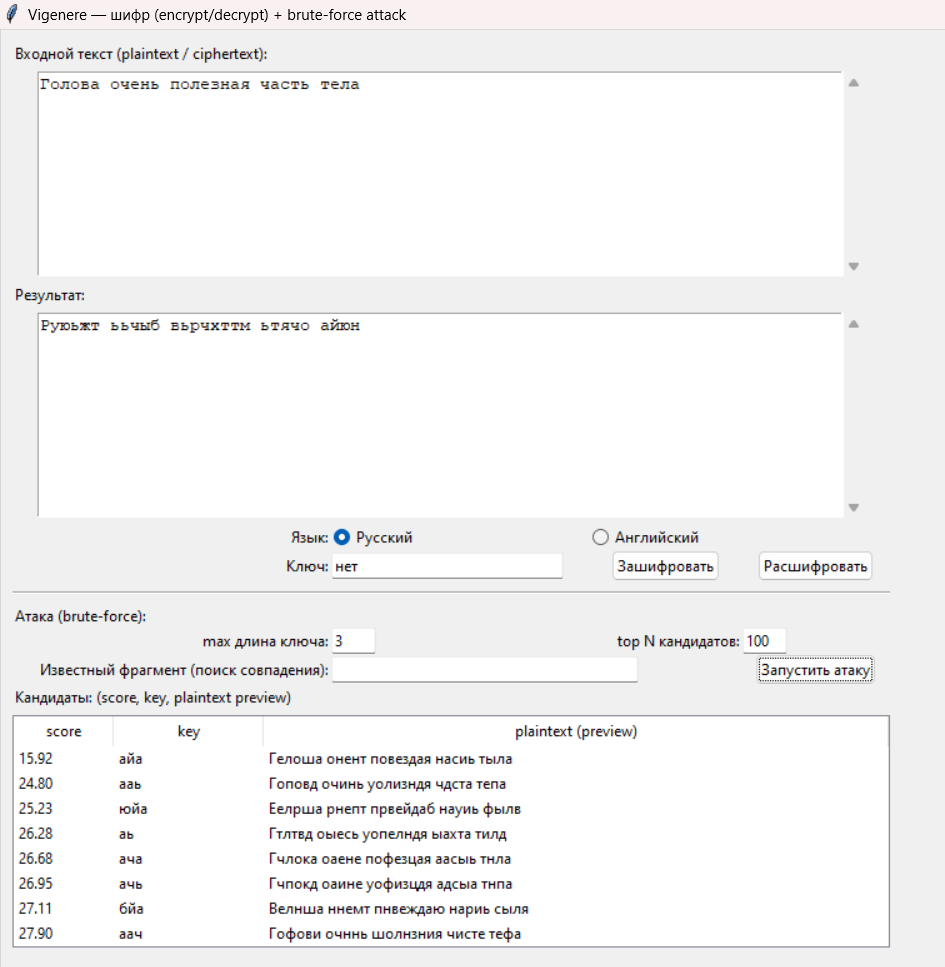 Vigenere — шифр (encrypt/decrypt) + brute-force attack
Входной текст (plaintext / ciphertext):
Голова очень полезная часть тела
Результат:
Руюьжт ььчыб вьрчхттм ьтячо айюн
Язык: Русский Английский
Ключ: нет Зашифровать Расшифровать
Атака (brute-force):
max длина ключа: 3 top N кандидатов: 100
Известный фрагмент (поиск совпадения): Запустить атаку
Кандидаты: (score, key, plaintext preview)
score key plaintext (preview)
15.92 айа Гелоша онент повездая насиь тыла
24.80 ааь Гоповд очинь уолизндя чдста тепа
25.23 юйа Еелрша рнепт првейдаб науиь фылв
26.28 аь Гтлтвд оыесь уопелндя ыахта тилд
26.68 ача Гчлока оаене пофезцая аасыь тнла
26.95 ачь Гчпокд оаине уофизцдя адсыа тнпа
27.11 бйа Велнша ннемт пнвеждаю нариь сыля
27.90 аач Гофови очннь шолнзния чисте тефа